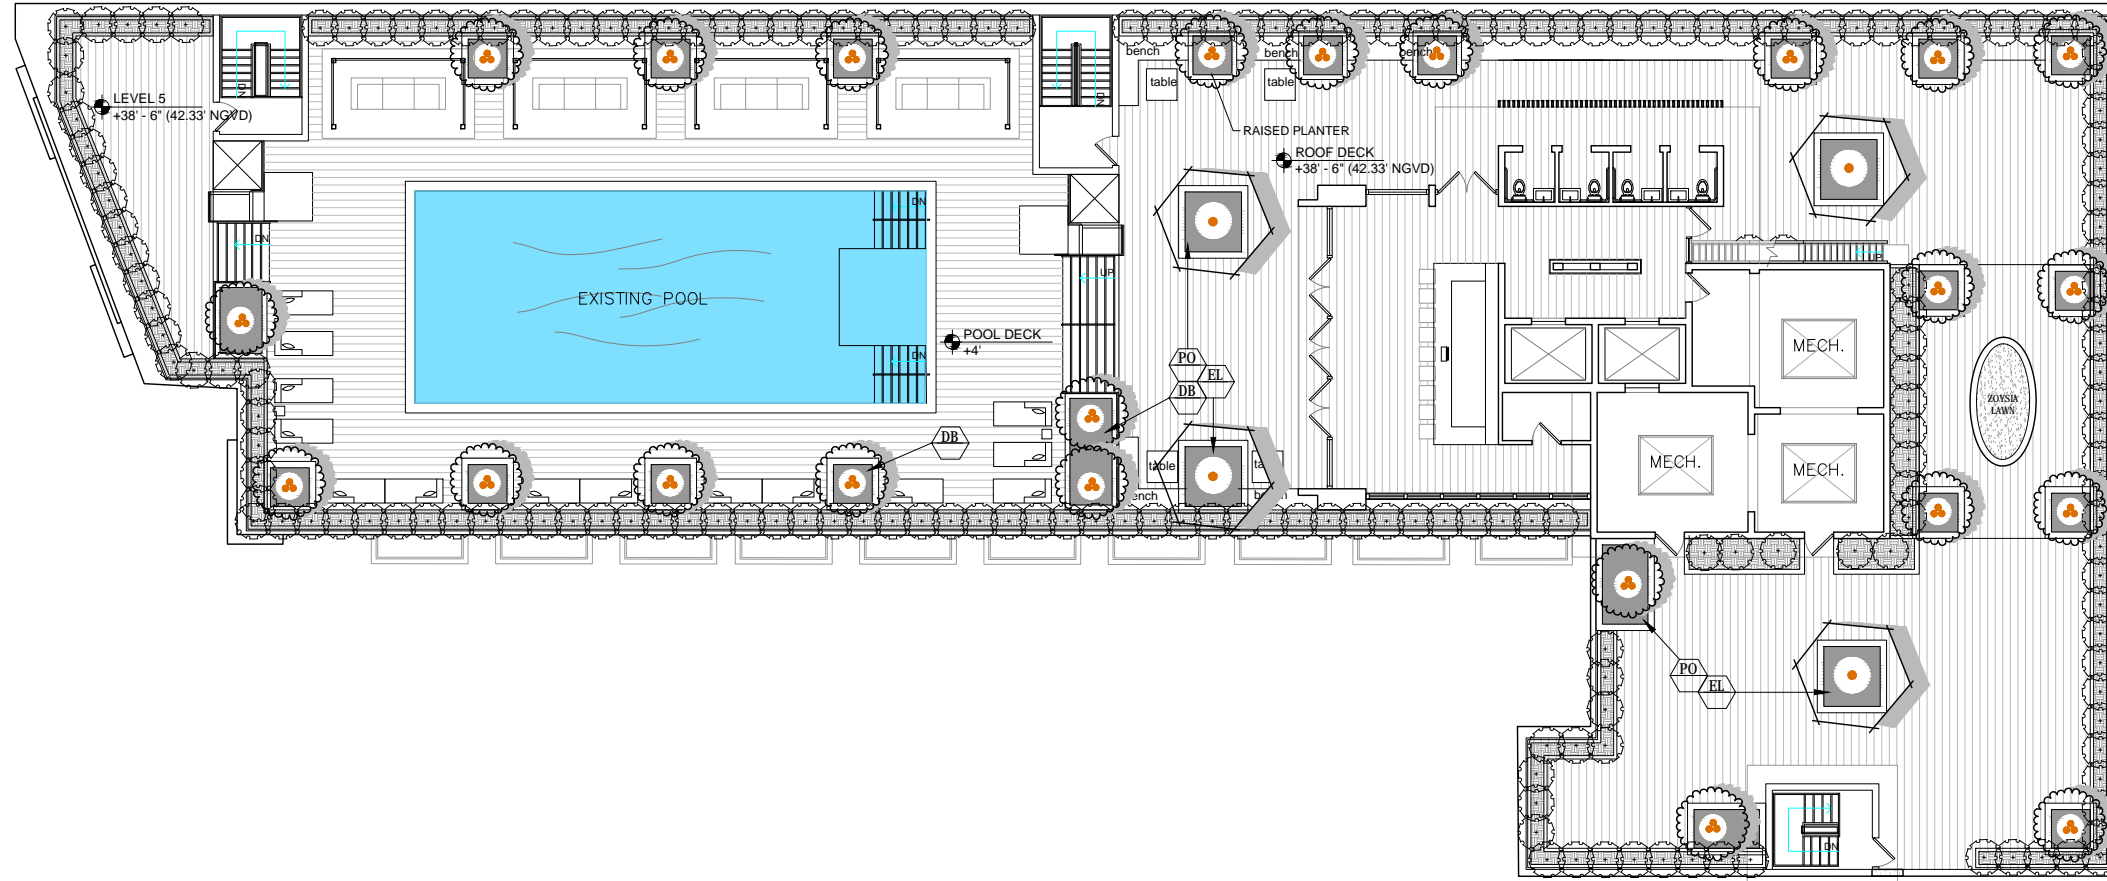 bench
bench
bench
table
table
DN
DN
LEVEL 5
+38' - 6" (42.33' NGVD)
RAISED PLANTER
ROOF DECK
+38' - 6" (42.33' NGVD)
DN
DN
UP
UP
EXISTING POOL
POOL DECK
+4'
DN
PO
EL
DB
MECH.
ZOYSIA
LAWN
DB
table
bench
MECH.
MECH.
PO
EL
DN